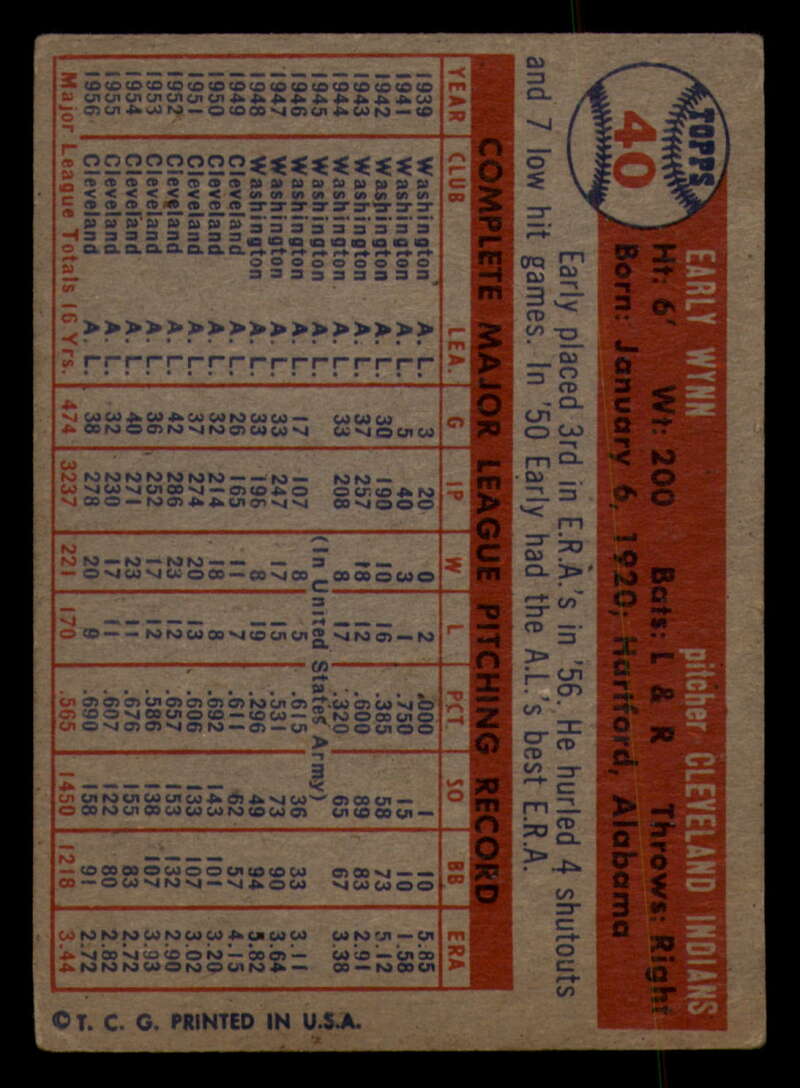 TOPPS
40
EARLY WYNN pitcher CLEVELAND INDIANS
Ht: 6' Wt: 200 Bats: L & R Throws: Right
Born: January 6, 1920; Hartford, Alabama
Early placed 3rd in E.R.A.'s in '56. He hurled 4 shutouts
and 7 low hit games. In '50 Early had the A.L.'s best E.R.A.
COMPLETE MAJOR LEAGUE PITCHING RECORD
YEAR CLUB LEA. G IP W L PCT. SO BB ERA
1939 Washington A. L. 3 20 0 2 .000 1 10 5.85
1941 Washington A. L. 5 40 3 1 .750 15 10 1.58
1942 Washington A. L. 30 190 10 16 .385 58 73 5.12
1943 Washington A. L. 37 257 18 12 .600 89 83 2.91
1944 Washington A. L. 33 208 8 17 .320 65 67 3.38
1945 Washington A. L. (In United States Army)
1946 Washington A. L. 17 107 8 5 .615 36 33 3.11
1947 Washington A. L. 33 247 17 15 .531 73 90 3.64
1948 Washington A. L. 33 196 8 19 .296 49 94 5.82
1949 Cleveland A. L. 26 165 11 7 .611 62 57 4.15
1950 Cleveland A. L. 32 214 18 8 .692 143 101 3.20
1951 Cleveland A. L. 37 274 20 13 .606 133 107 3.02
1952 Cleveland A. L. 42 286 23 12 .657 153 132 2.90
1953 Cleveland A. L. 36 252 17 12 .586 138 107 3.93
1954 Cleveland A. L. 40 271 23 11 .676 155 83 2.72
1955 Cleveland A. L. 32 230 17 11 .607 122 80 2.82
1956 Cleveland A. L. 38 278 20 9 .690 158 91 2.72
Major League Totals 16 Yrs. 474 3237 221 170 .565 1450 1218 3.44
© T. C. G. PRINTED IN U.S.A.